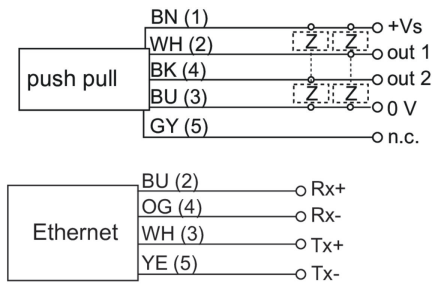 BN (1)
+Vs
Z Z
WH (2)
out 1
push pull
BK (4)
out 2
Z Z
BU (3)
0 V
GY (5)
n.c.
BU (2)
Rx+
OG (4)
Rx-
Ethernet
WH (3)
Tx+
YE (5)
Tx-